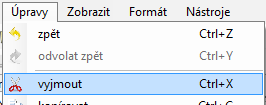 Úpravy Zobrazit Formát Nástroje
zpět Ctrl+Z
odvolat zpět Ctrl+Y
vyjmout Ctrl+X